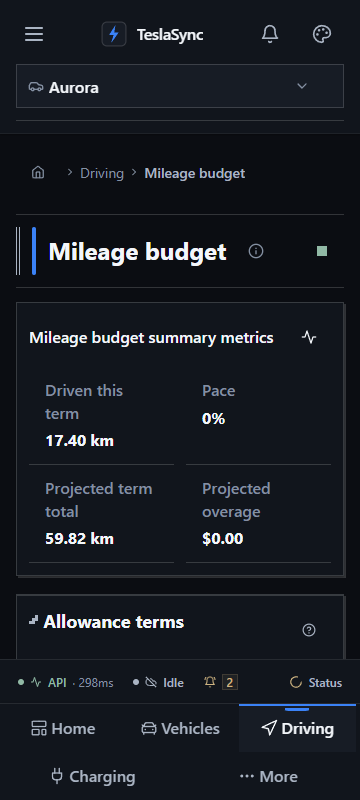 TeslaSync
Aurora
Driving
Mileage budget
Mileage budget
Mileage budget summary metrics
Driven this term
17.40 km
Pace
0%
Projected term total
59.82 km
Projected overage
$0.00
Allowance terms
API · 298ms
Idle
2
Status
Home
Vehicles
Driving
Charging
More